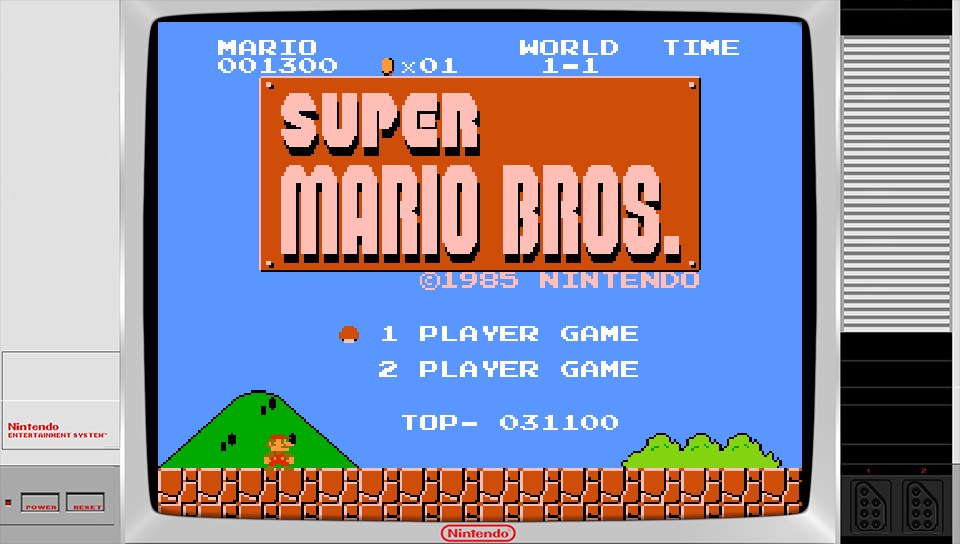 MARIO WORLD TIME
001300 x01 1-1
SUPER
MARIO BROS.
©1985 NINTENDO
1 PLAYER GAME
2 PLAYER GAME
TOP- 031100
Nintendo
ENTERTAINMENT SYSTEM™
POWER RESET
Nintendo
1 2